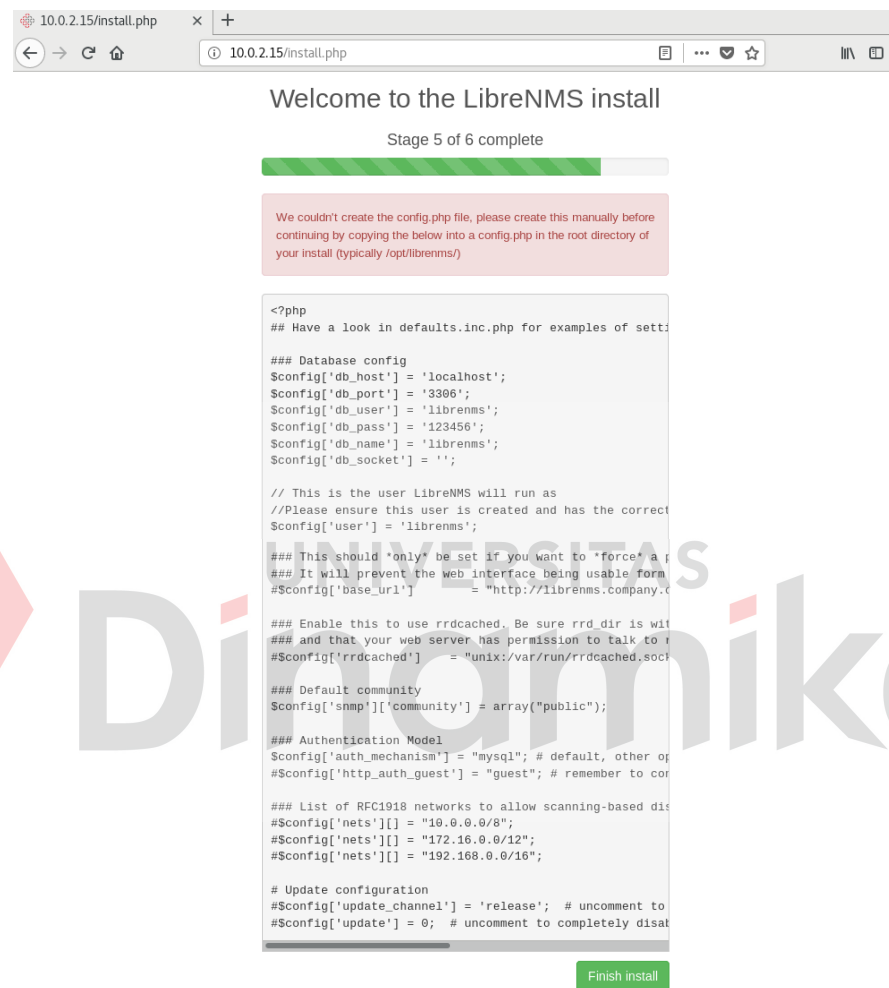 10.0.2.15/install.php
10.0.2.15/install.php
Welcome to the LibreNMS install
Stage 5 of 6 complete
We couldn't create the config.php file, please create this manually before
continuing by copying the below into a config.php in the root directory of
your install (typically /opt/librenms/)
<?php
## Have a look in defaults.inc.php for examples of setti
### Database config
$config['db_host'] = 'localhost';
$config['db_port'] = '3306';
$config['db_user'] = 'librenms';
$config['db_pass'] = '123456';
$config['db_name'] = 'librenms';
$config['db_socket'] = '';
// This is the user LibreNMS will run as
//Please ensure this user is created and has the correct
$config['user'] = 'librenms';
### This should *only* be set if you want to *force* a p
### It will prevent the web interface being usable form
#$config['base_url']        = "http://librenms.company.c
### Enable this to use rrdcached. Be sure rrd_dir is wit
### and that your web server has permission to talk to r
#$config['rrdcached']    = "unix:/var/run/rrdcached.sock
### Default community
$config['snmp']['community'] = array("public");
### Authentication Model
$config['auth_mechanism'] = "mysql"; # default, other op
#$config['http_auth_guest'] = "guest"; # remember to con
### List of RFC1918 networks to allow scanning-based dis
#$config['nets'][] = "10.0.0.0/8";
#$config['nets'][] = "172.16.0.0/12";
#$config['nets'][] = "192.168.0.0/16";
# Update configuration
#$config['update_channel'] = 'release';  # uncomment to
#$config['update'] = 0;  # uncomment to completely disab
Finish install
UNIVERSITAS
Dinamika